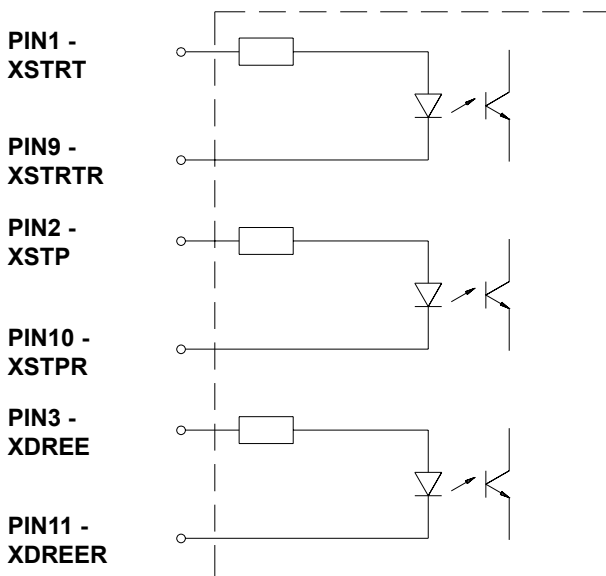 PIN1 -
XSTRT
PIN9 -
XSTRTR
PIN2 -
XSTP
PIN10 -
XSTPR
PIN3 -
XDREE
PIN11 -
XDREER